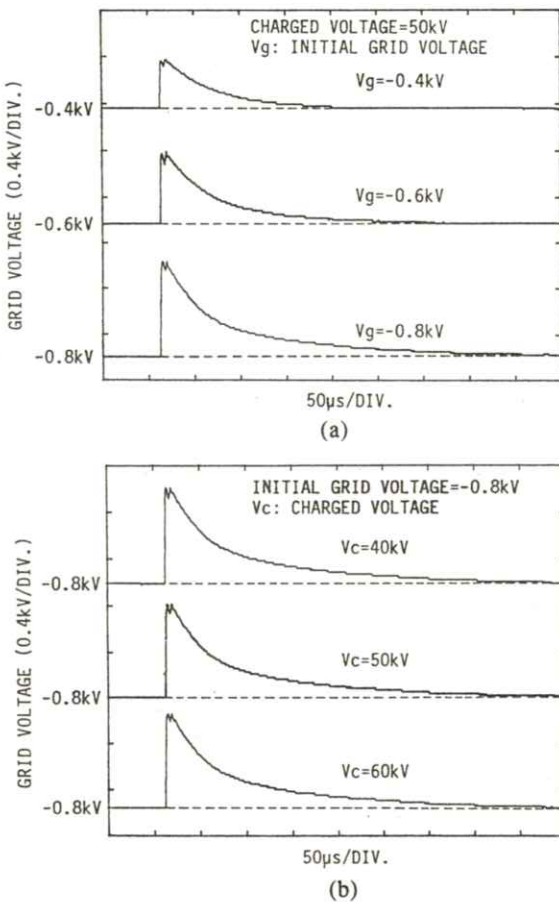 CHARGED VOLTAGE=50kV
Vg: INITIAL GRID VOLTAGE
Vg=-0.4kV
-0.4kV
Vg=-0.6kV
-0.6kV
Vg=-0.8kV
-0.8kV
GRID VOLTAGE (0.4kV/DIV.)
50μs/DIV.
(a)
INITIAL GRID VOLTAGE=-0.8kV
Vc: CHARGED VOLTAGE
Vc=40kV
-0.8kV
Vc=50kV
-0.8kV
Vc=60kV
-0.8kV
GRID VOLTAGE (0.4kV/DIV.)
50μs/DIV.
(b)